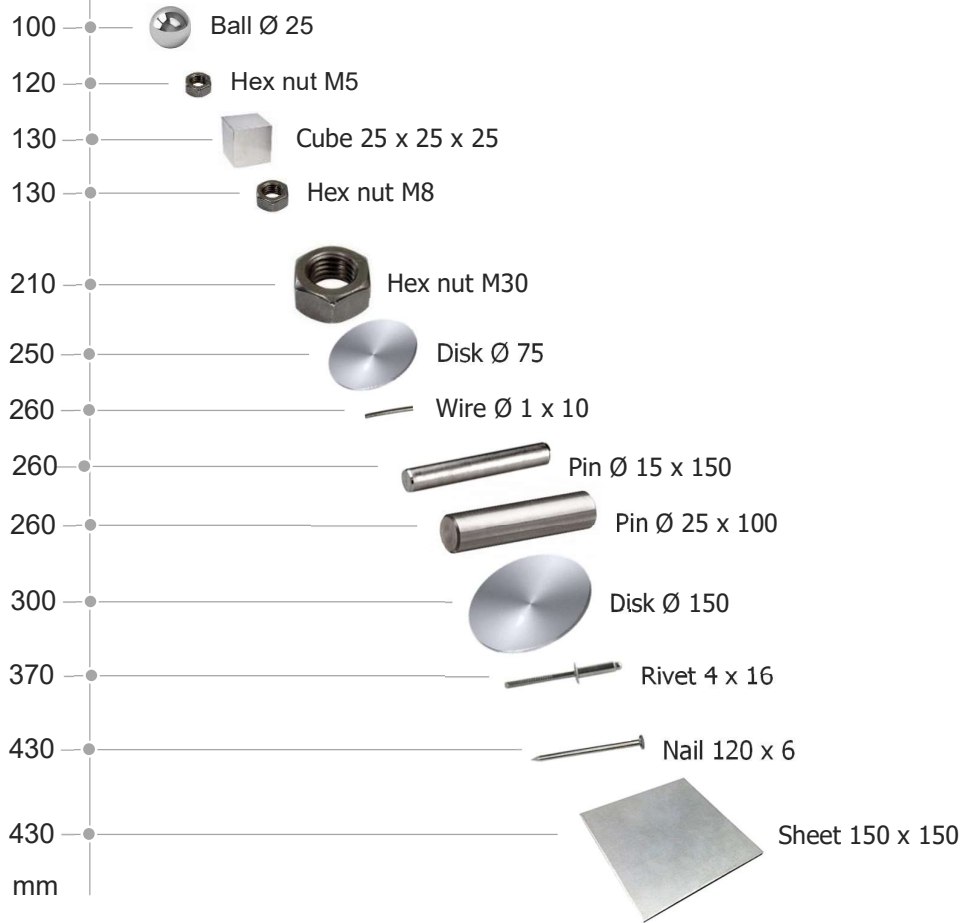 100 Ball Ø 25
120 Hex nut M5
130 Cube 25 x 25 x 25
130 Hex nut M8
210 Hex nut M30
250 Disk Ø 75
260 Wire Ø 1 x 10
260 Pin Ø 15 x 150
260 Pin Ø 25 x 100
300 Disk Ø 150
370 Rivet 4 x 16
430 Nail 120 x 6
430 Sheet 150 x 150
mm